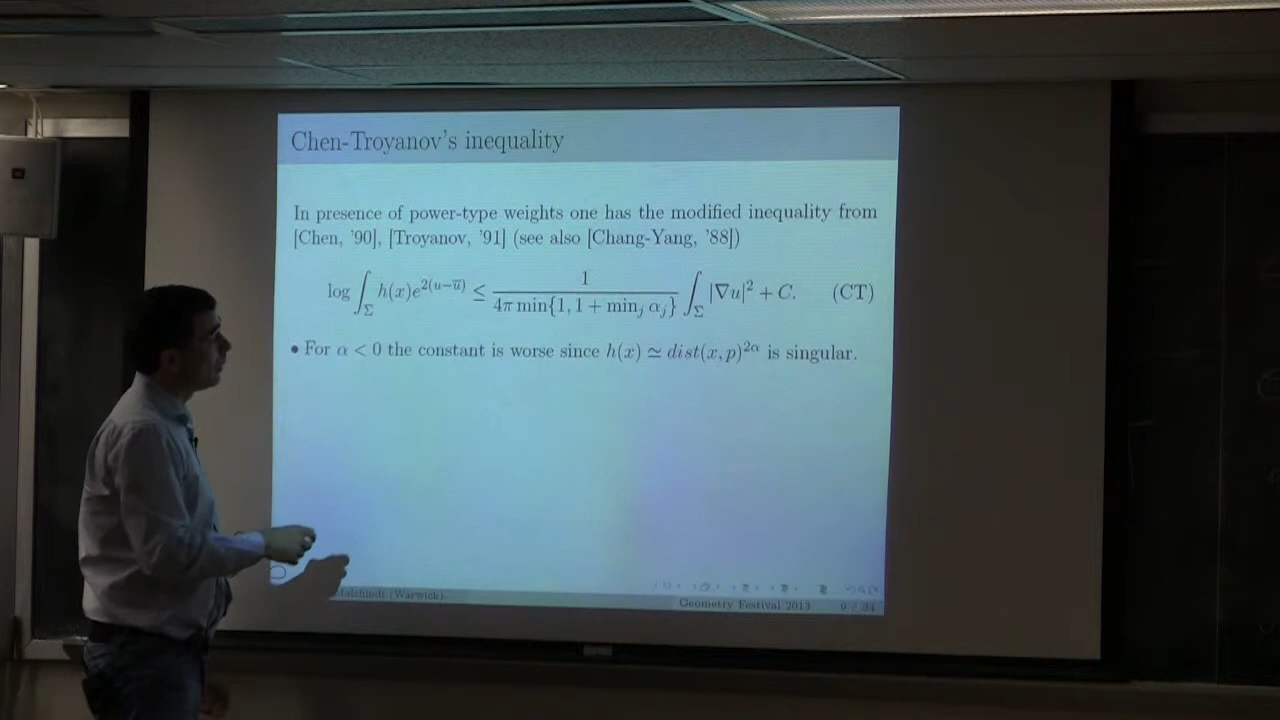 Chen-Troyanov's inequality
In presence of power-type weights one has the modified inequality from
[Chen, '90], [Troyanov, '91] (see also [Chang-Yang, '88])
log ∫_Σ h(x)e^{2(u−u̅)} ≤ 1 / (4π min{1, 1 + min_j α_j}) ∫_Σ |∇u|² + C. (CT)
• For α < 0 the constant is worse since h(x) ≃ dist(x, p)^{2α} is singular.
(Warwick)
Geometry Festival 2013 9 / 34